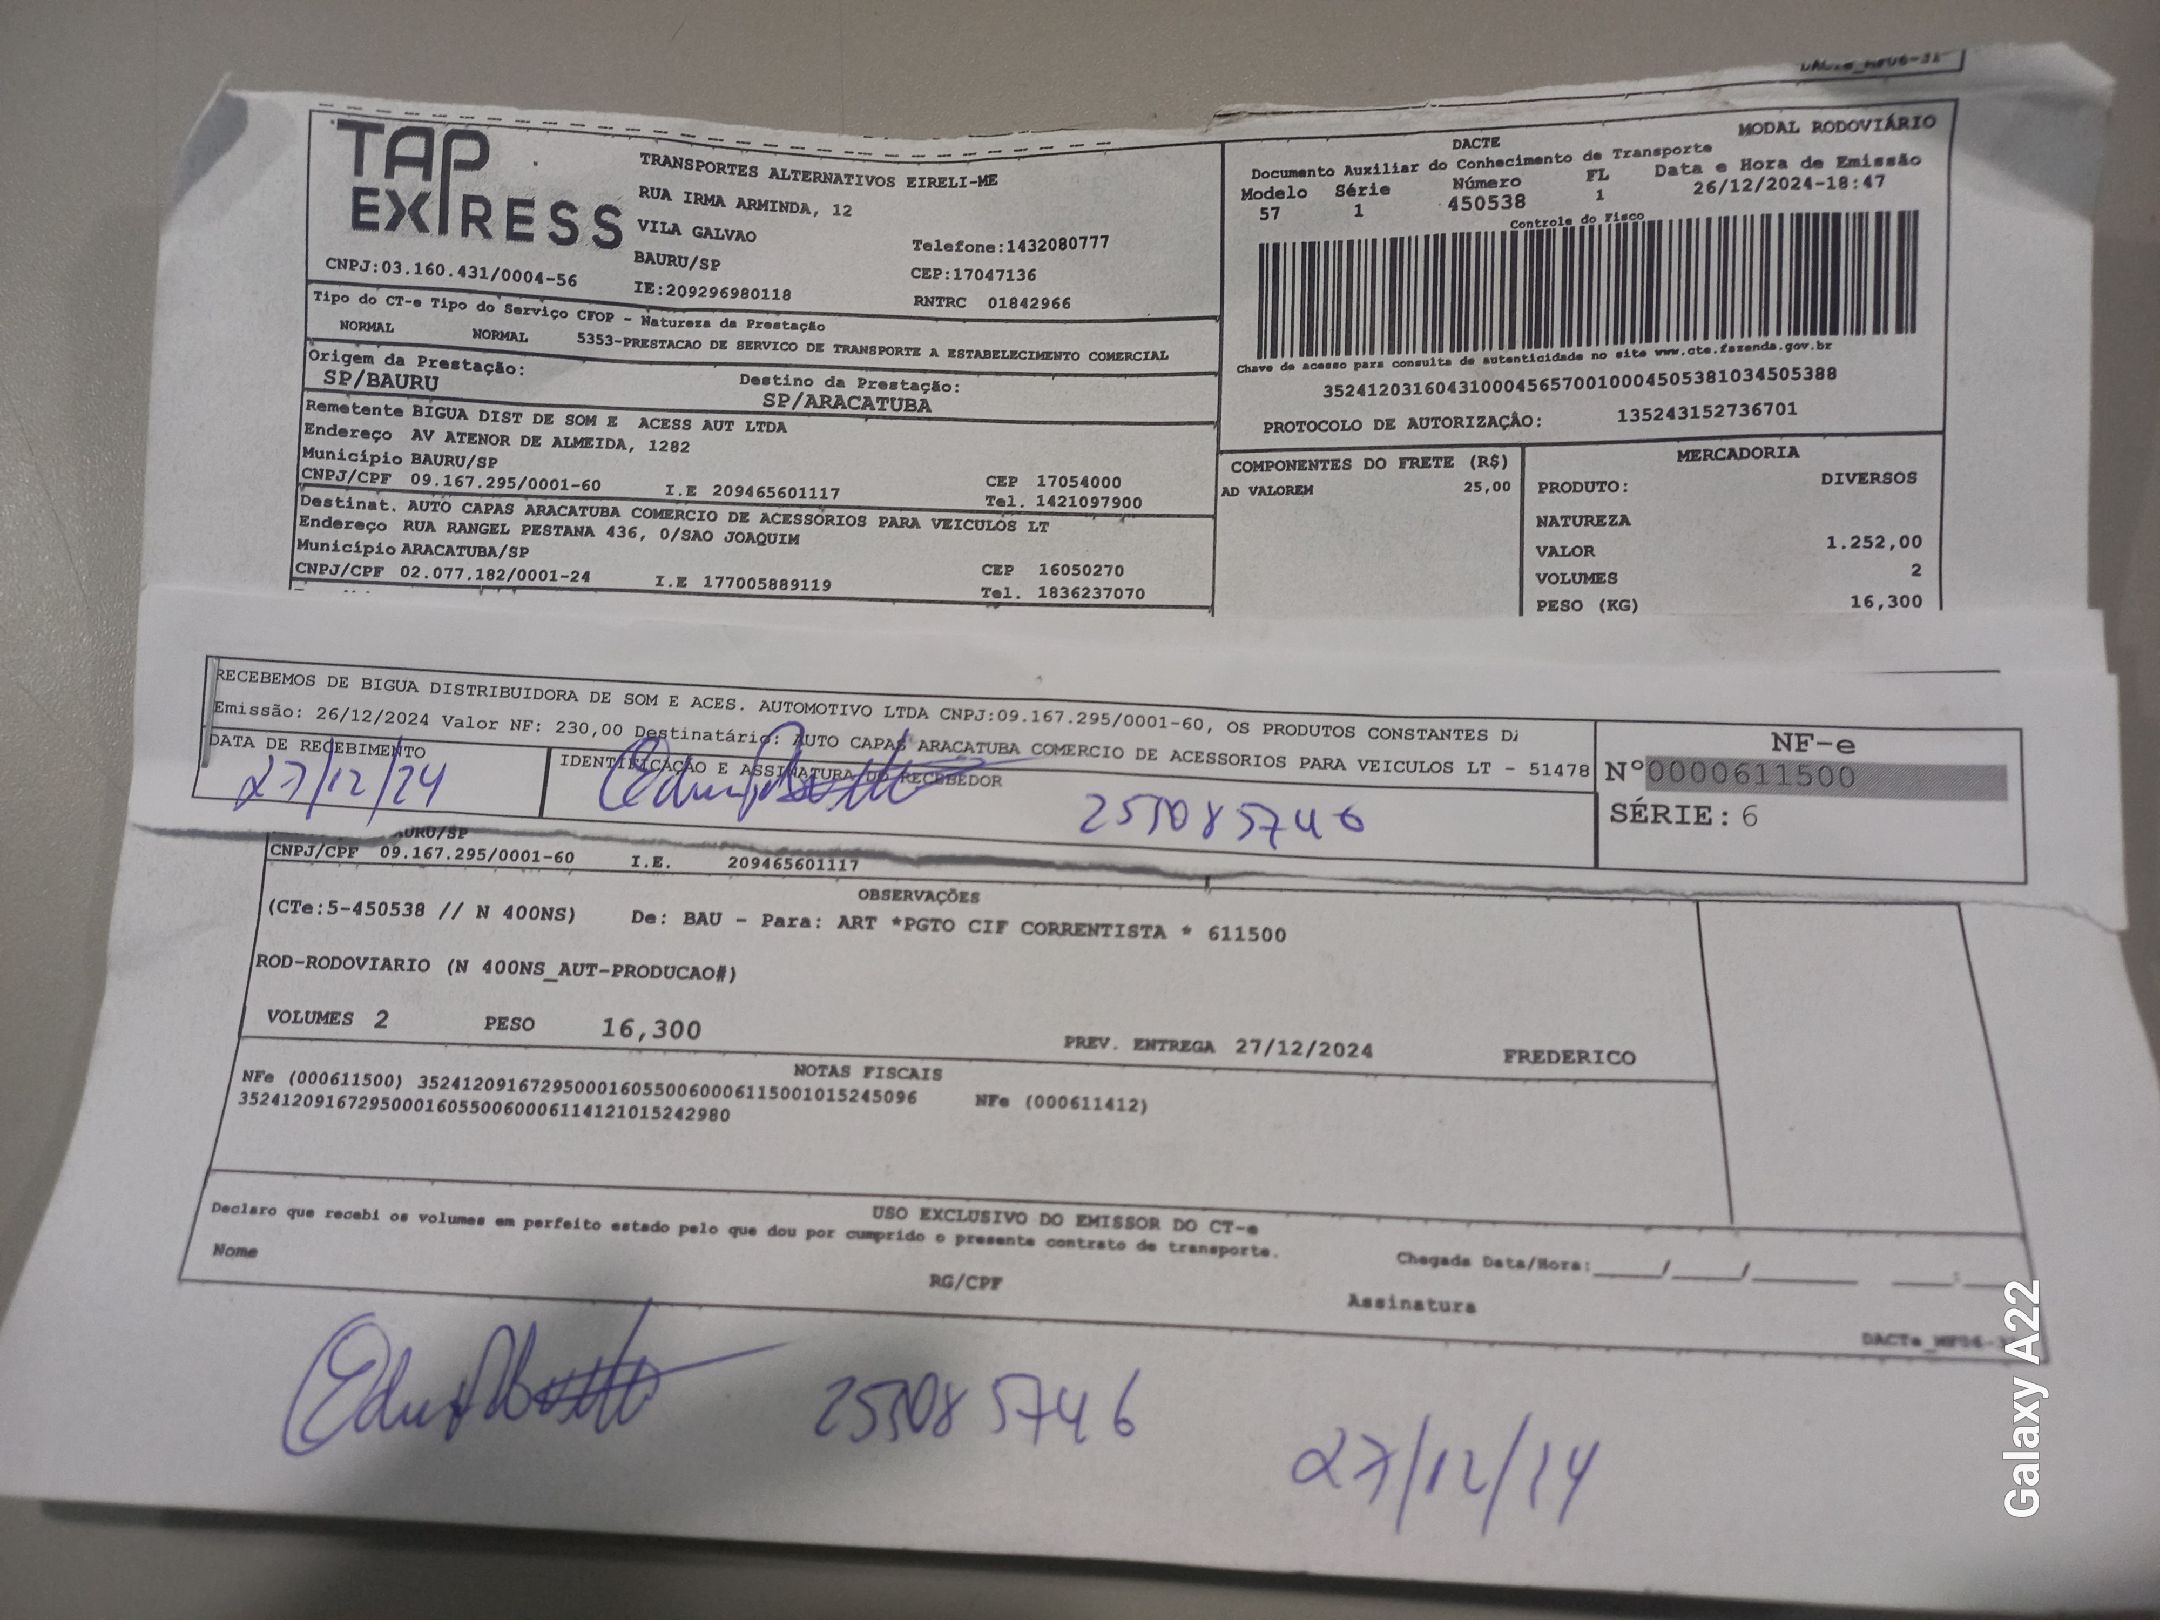 TAP
EXPRESS
TRANSPORTES ALTERNATIVOS EIRELI-ME
RUA IRMA ARMINDA, 12
VILA GALVAO
BAURU/SP
Telefone:1432080777
CEP:17047136
CNPJ:03.160.431/0004-56
IE:209296980118
RNTRC 01842966
DACTE
MODAL RODOVIÁRIO
Documento Auxiliar do Conhecimento de Transporte
Modelo Série Número FL Data e Hora de Emissão
57 1 450538 1 26/12/2024-18:47
Controle do Fisco
Chave de acesso para consulta de autenticidade no site www.cte.fazenda.gov.br
35241203160431000456570010004505381034505388
PROTOCOLO DE AUTORIZAÇÂO: 135243152736701
Tipo do CT-e Tipo do Serviço CFOP - Natureza da Prestação
NORMAL NORMAL 5353-PRESTACAO DE SERVICO DE TRANSPORTE A ESTABELECIMENTO COMERCIAL
Origem da Prestação: Destino da Prestação:
SP/BAURU SP/ARACATUBA
Remetente BIGUA DIST DE SOM E ACESS AUT LTDA
Endereço AV ATENOR DE ALMEIDA, 1282
Município BAURU/SP CEP 17054000
CNPJ/CPF 09.167.295/0001-60 I.E 209465601117 Tel. 1421097900
Destinat. AUTO CAPAS ARACATUBA COMERCIO DE ACESSORIOS PARA VEICULOS LT
Endereço RUA RANGEL PESTANA 436, 0/SAO JOAQUIM
Município ARACATUBA/SP CEP 16050270
CNPJ/CPF 02.077.182/0001-24 I.E 177005889119 Tel. 1836237070
COMPONENTES DO FRETE (R$)
AD VALOREM 25,00
MERCADORIA
PRODUTO: DIVERSOS
NATUREZA
VALOR 1.252,00
VOLUMES 2
PESO (KG) 16,300
RECEBEMOS DE BIGUA DISTRIBUIDORA DE SOM E ACES. AUTOMOTIVO LTDA CNPJ:09.167.295/0001-60, OS PRODUTOS CONSTANTES DA
Emissão: 26/12/2024 Valor NF: 230,00 Destinatário: AUTO CAPAS ARACATUBA COMERCIO DE ACESSORIOS PARA VEICULOS LT - 51478
DATA DE RECEBIMENTO IDENTIFICAÇÃO E ASSINATURA DO RECEBEDOR
27/12/24 255085746
NF-e
Nº0000611500
SÉRIE: 6
BAURU/SP
CNPJ/CPF 09.167.295/0001-60 I.E. 209465601117
OBSERVAÇÕES
(CTe:5-450538 // N 400NS) De: BAU - Para: ART *PGTO CIF CORRENTISTA * 611500
ROD-RODOVIARIO (N 400NS_AUT-PRODUCAO#)
VOLUMES 2 PESO 16,300 PREV. ENTREGA 27/12/2024 FREDERICO
NOTAS FISCAIS
NFe (000611500) 35241209167295000160550060006115001015245096 NFe (000611412)
35241209167295000160550060006114121015242980
USO EXCLUSIVO DO EMISSOR DO CT-e
Declaro que recebi os volumes em perfeito estado pelo que dou por cumprido o presente contrato de transporte.
Nome RG/CPF Assinatura Chegada Data/Hora:_____/_____/________ ____:____
255085746
27/12/24
Galaxy A22